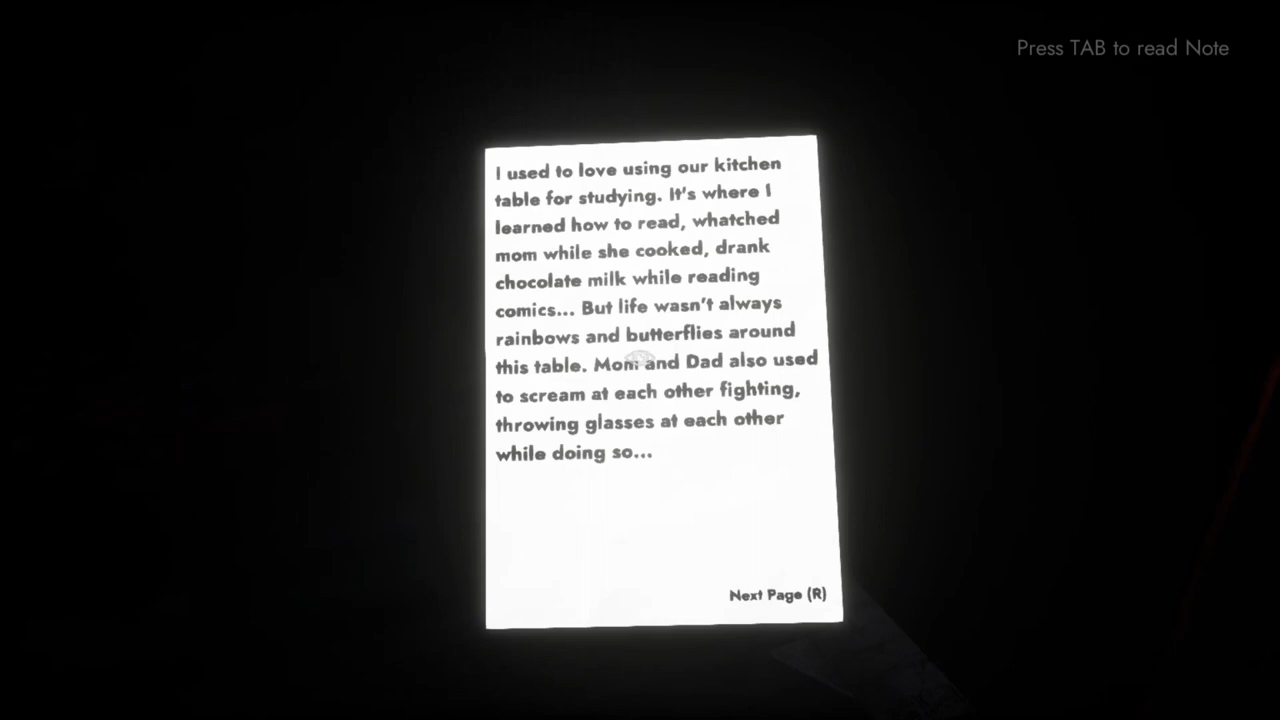 Press TAB to read Note
I used to love using our kitchen
table for studying. It's where I
learned how to read, whatched
mom while she cooked, drank
chocolate milk while reading
comics... But life wasn't always
rainbows and butterflies around
this table. Mom and Dad also used
to scream at each other fighting,
throwing glasses at each other
while doing so...
Next Page (R)